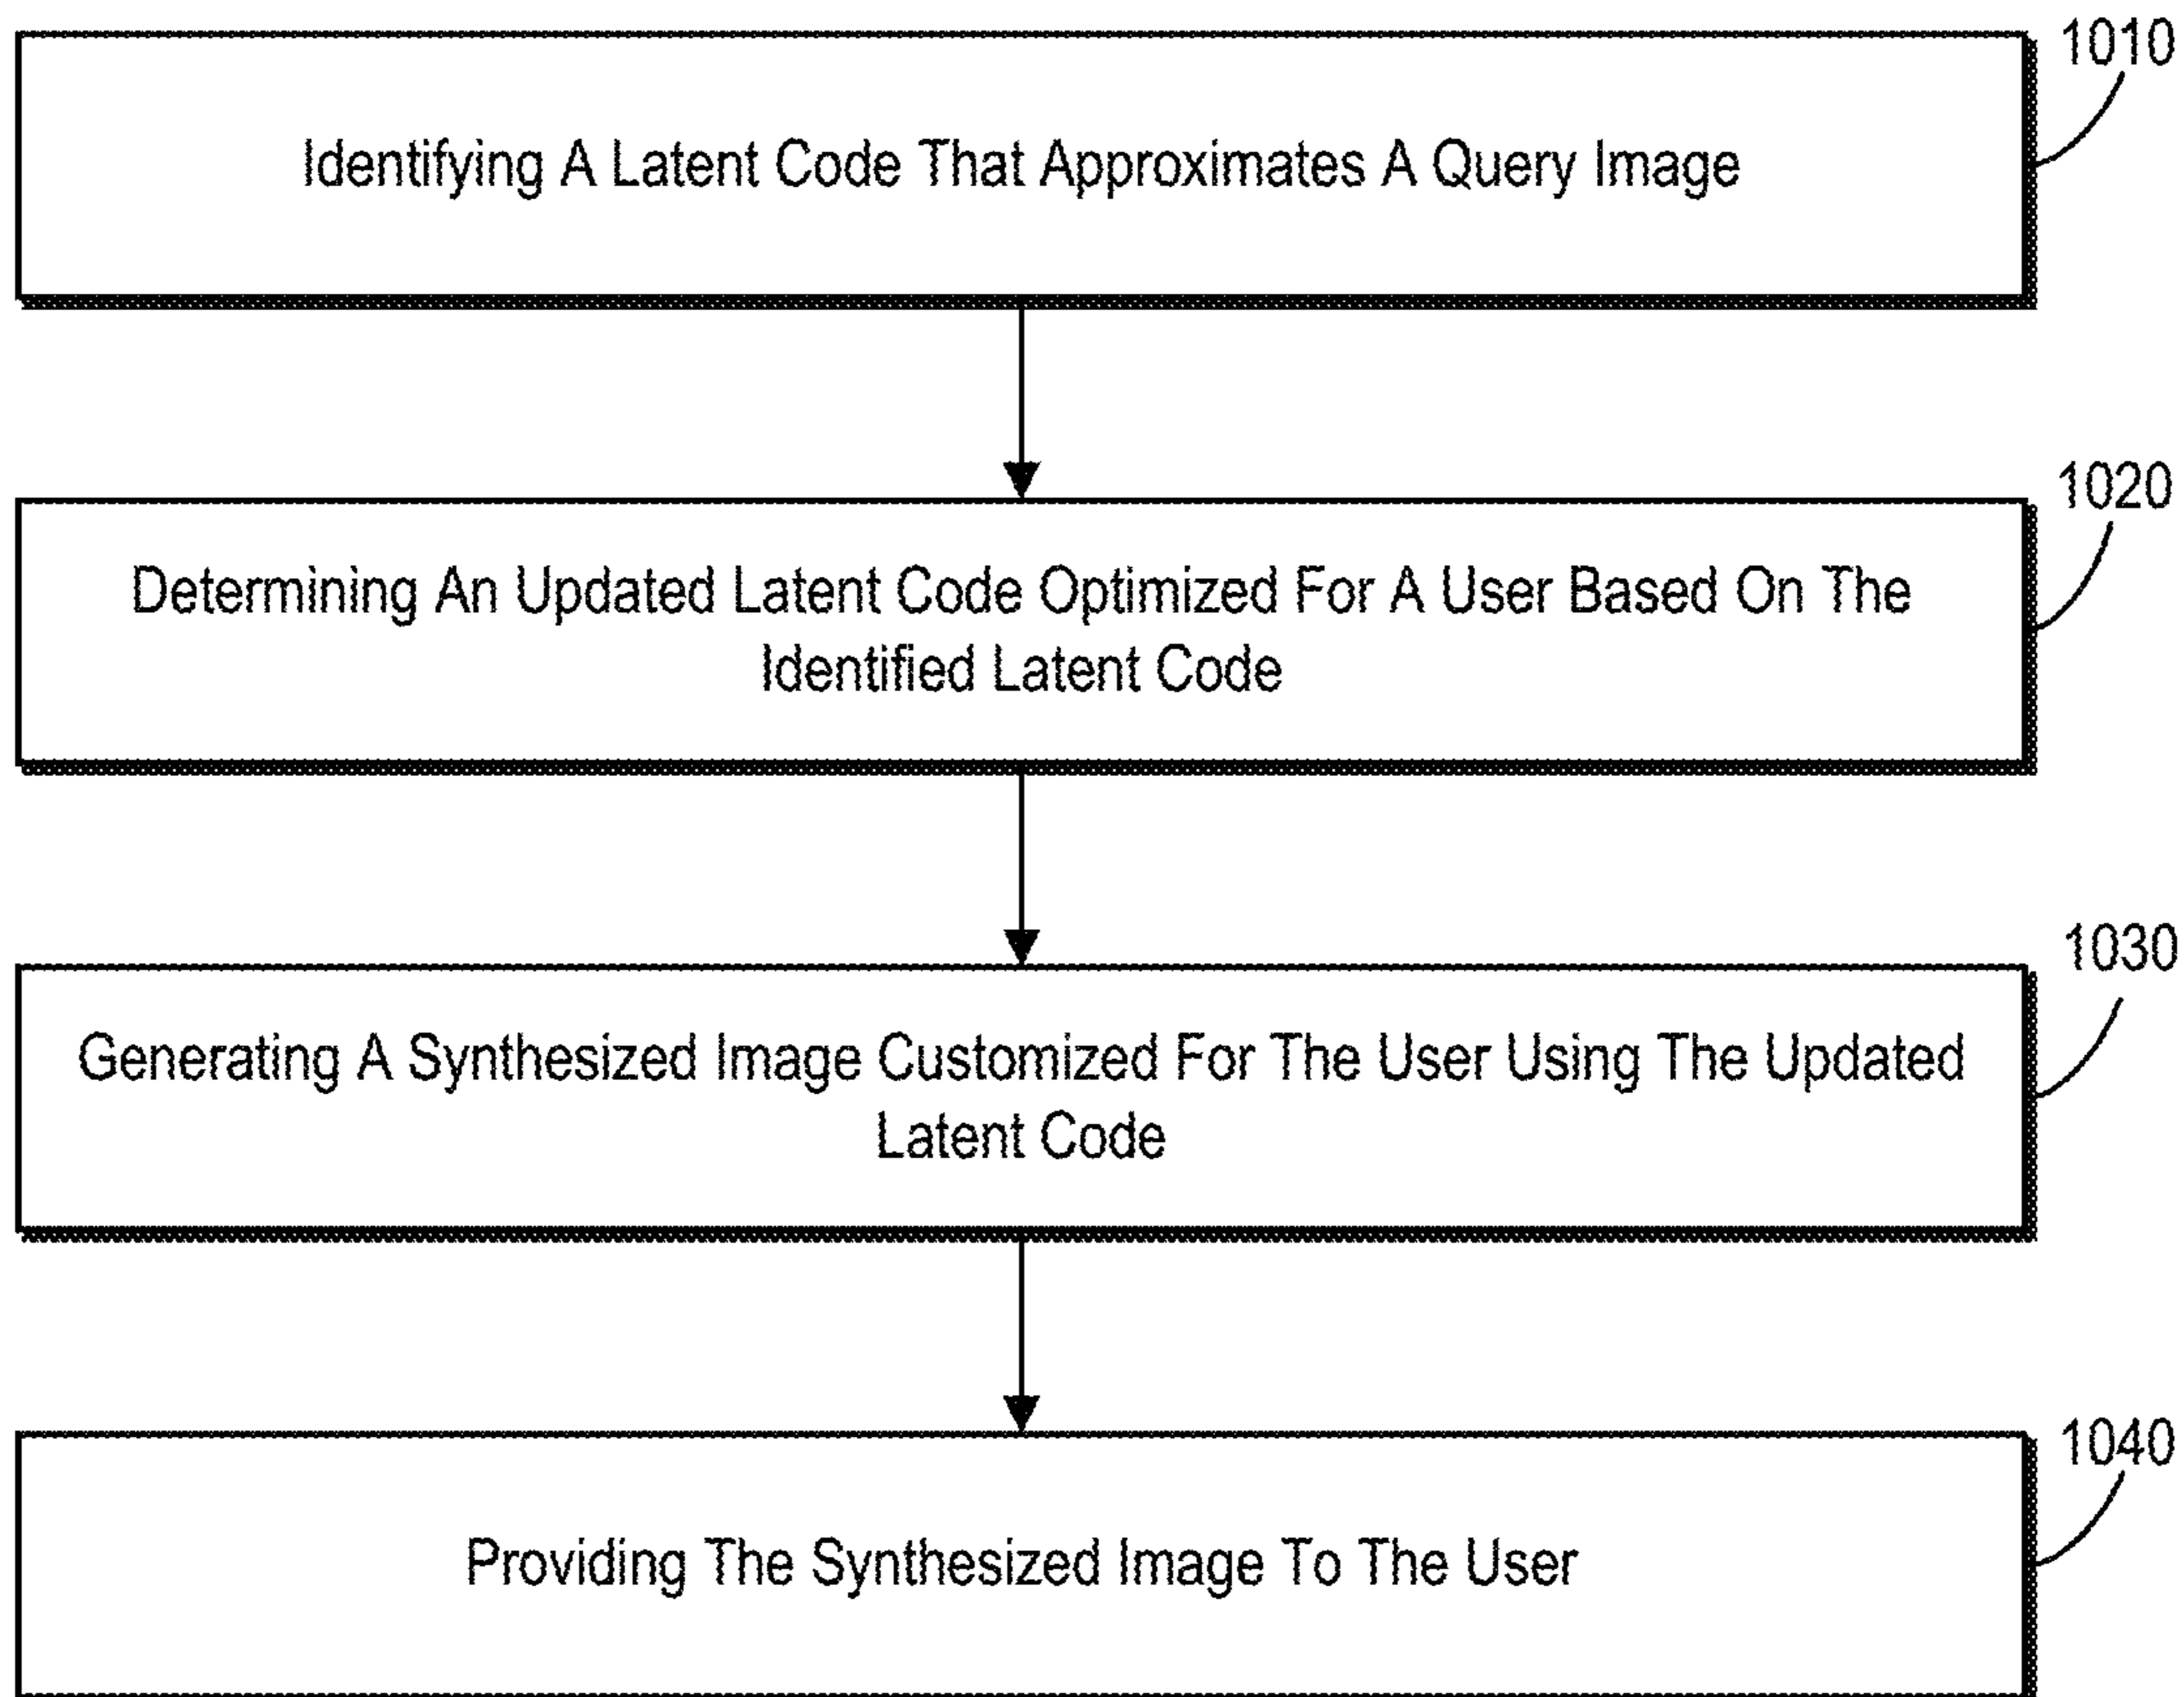 1010
Identifying A Latent Code That Approximates A Query Image
1020
Determining An Updated Latent Code Optimized For A User Based On The
Identified Latent Code
1030
Generating A Synthesized Image Customized For The User Using The Updated
Latent Code
1040
Providing The Synthesized Image To The User